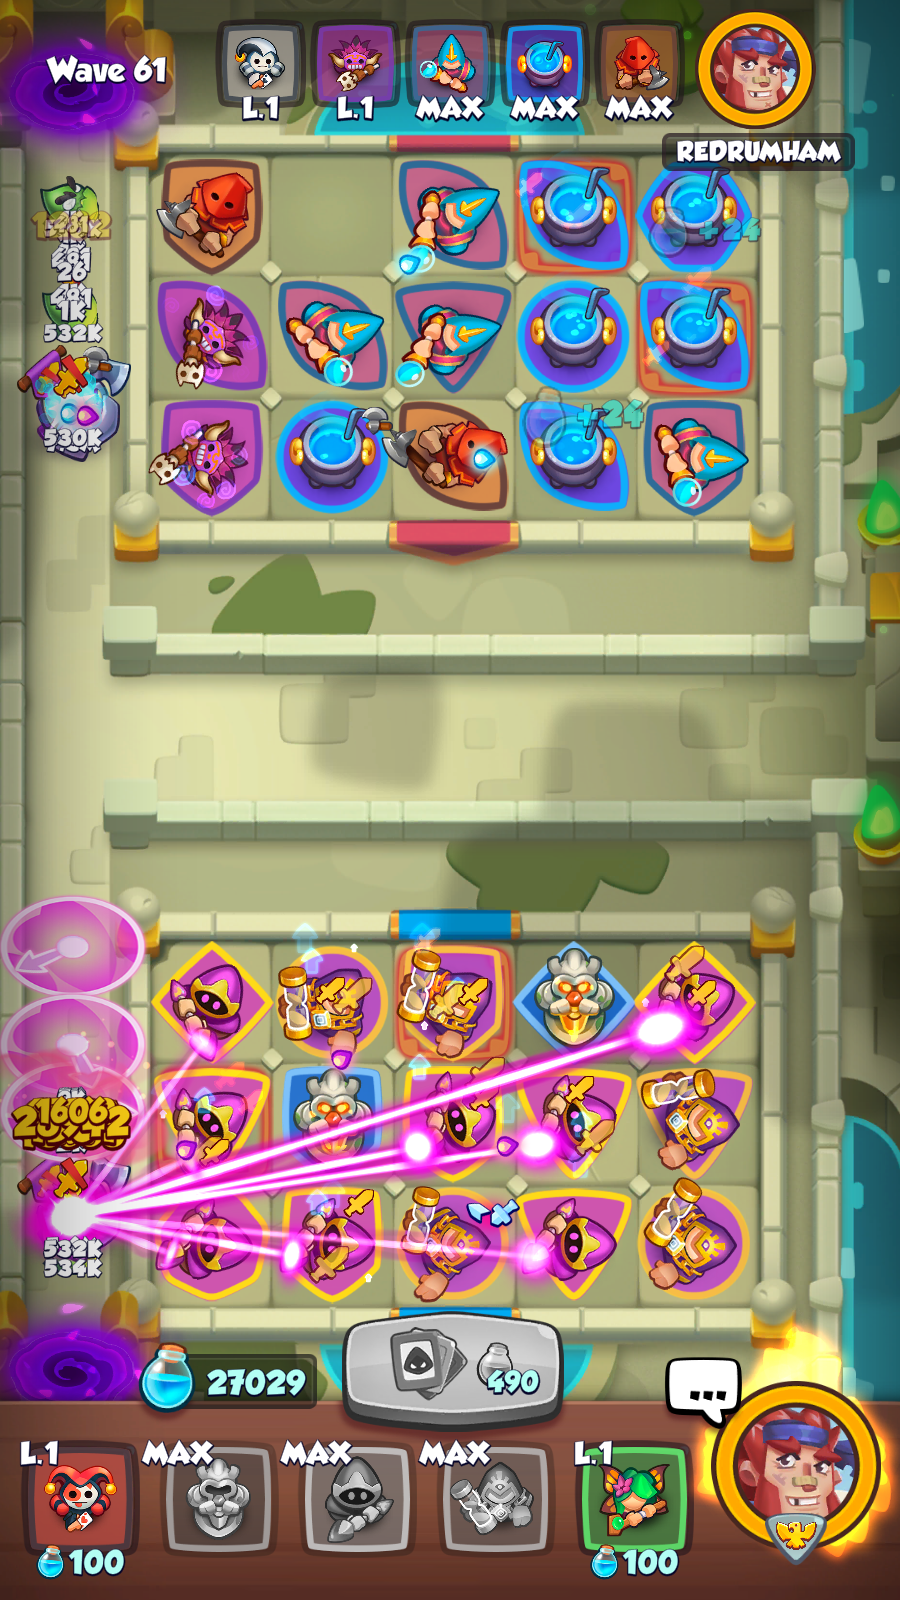 Wave 61
L.1
L.1
MAX
MAX
MAX
REDRUMHAM
+24
532K
530K
+24
216062
532K
534K
27029
490
...
L.1
MAX
MAX
MAX
L.1
100
100